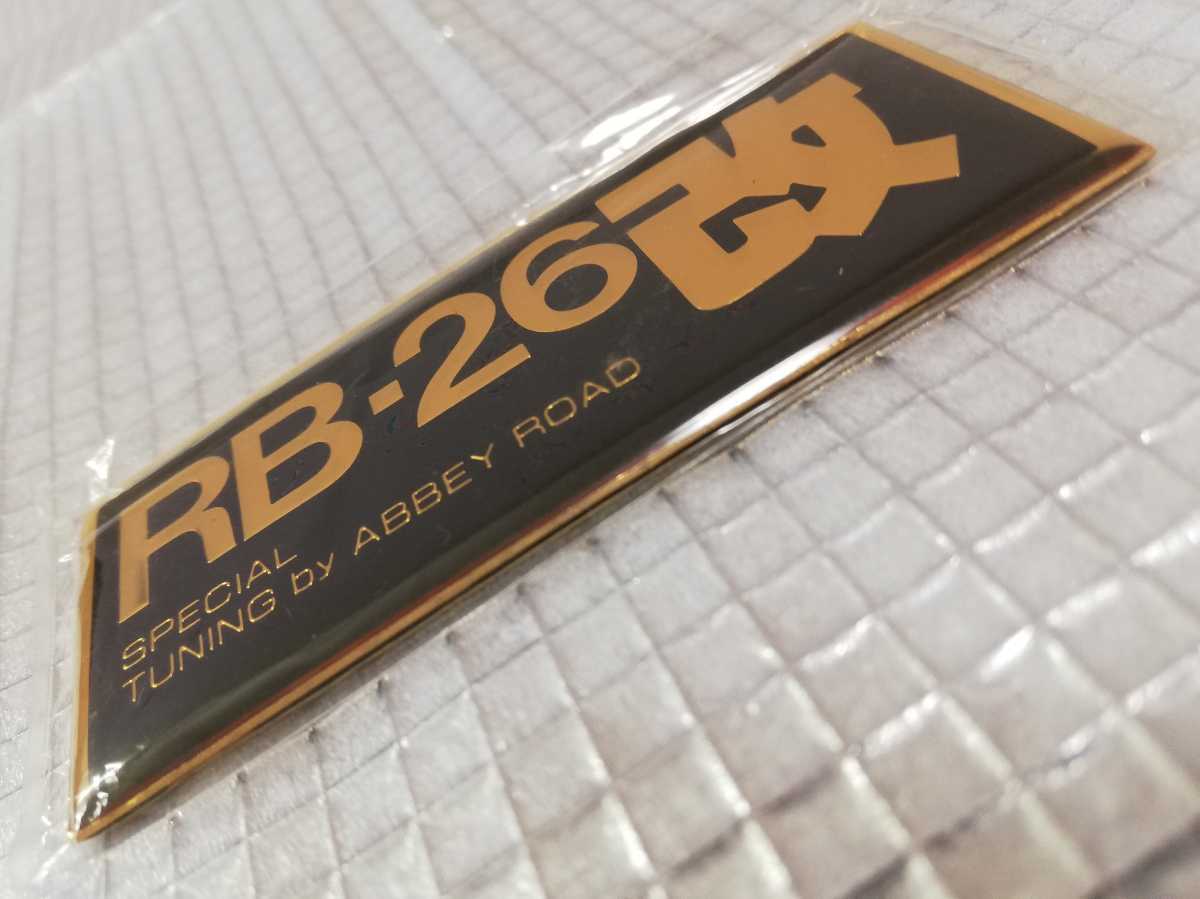 RB-26改
SPECIAL
TUNING by ABBEY ROAD